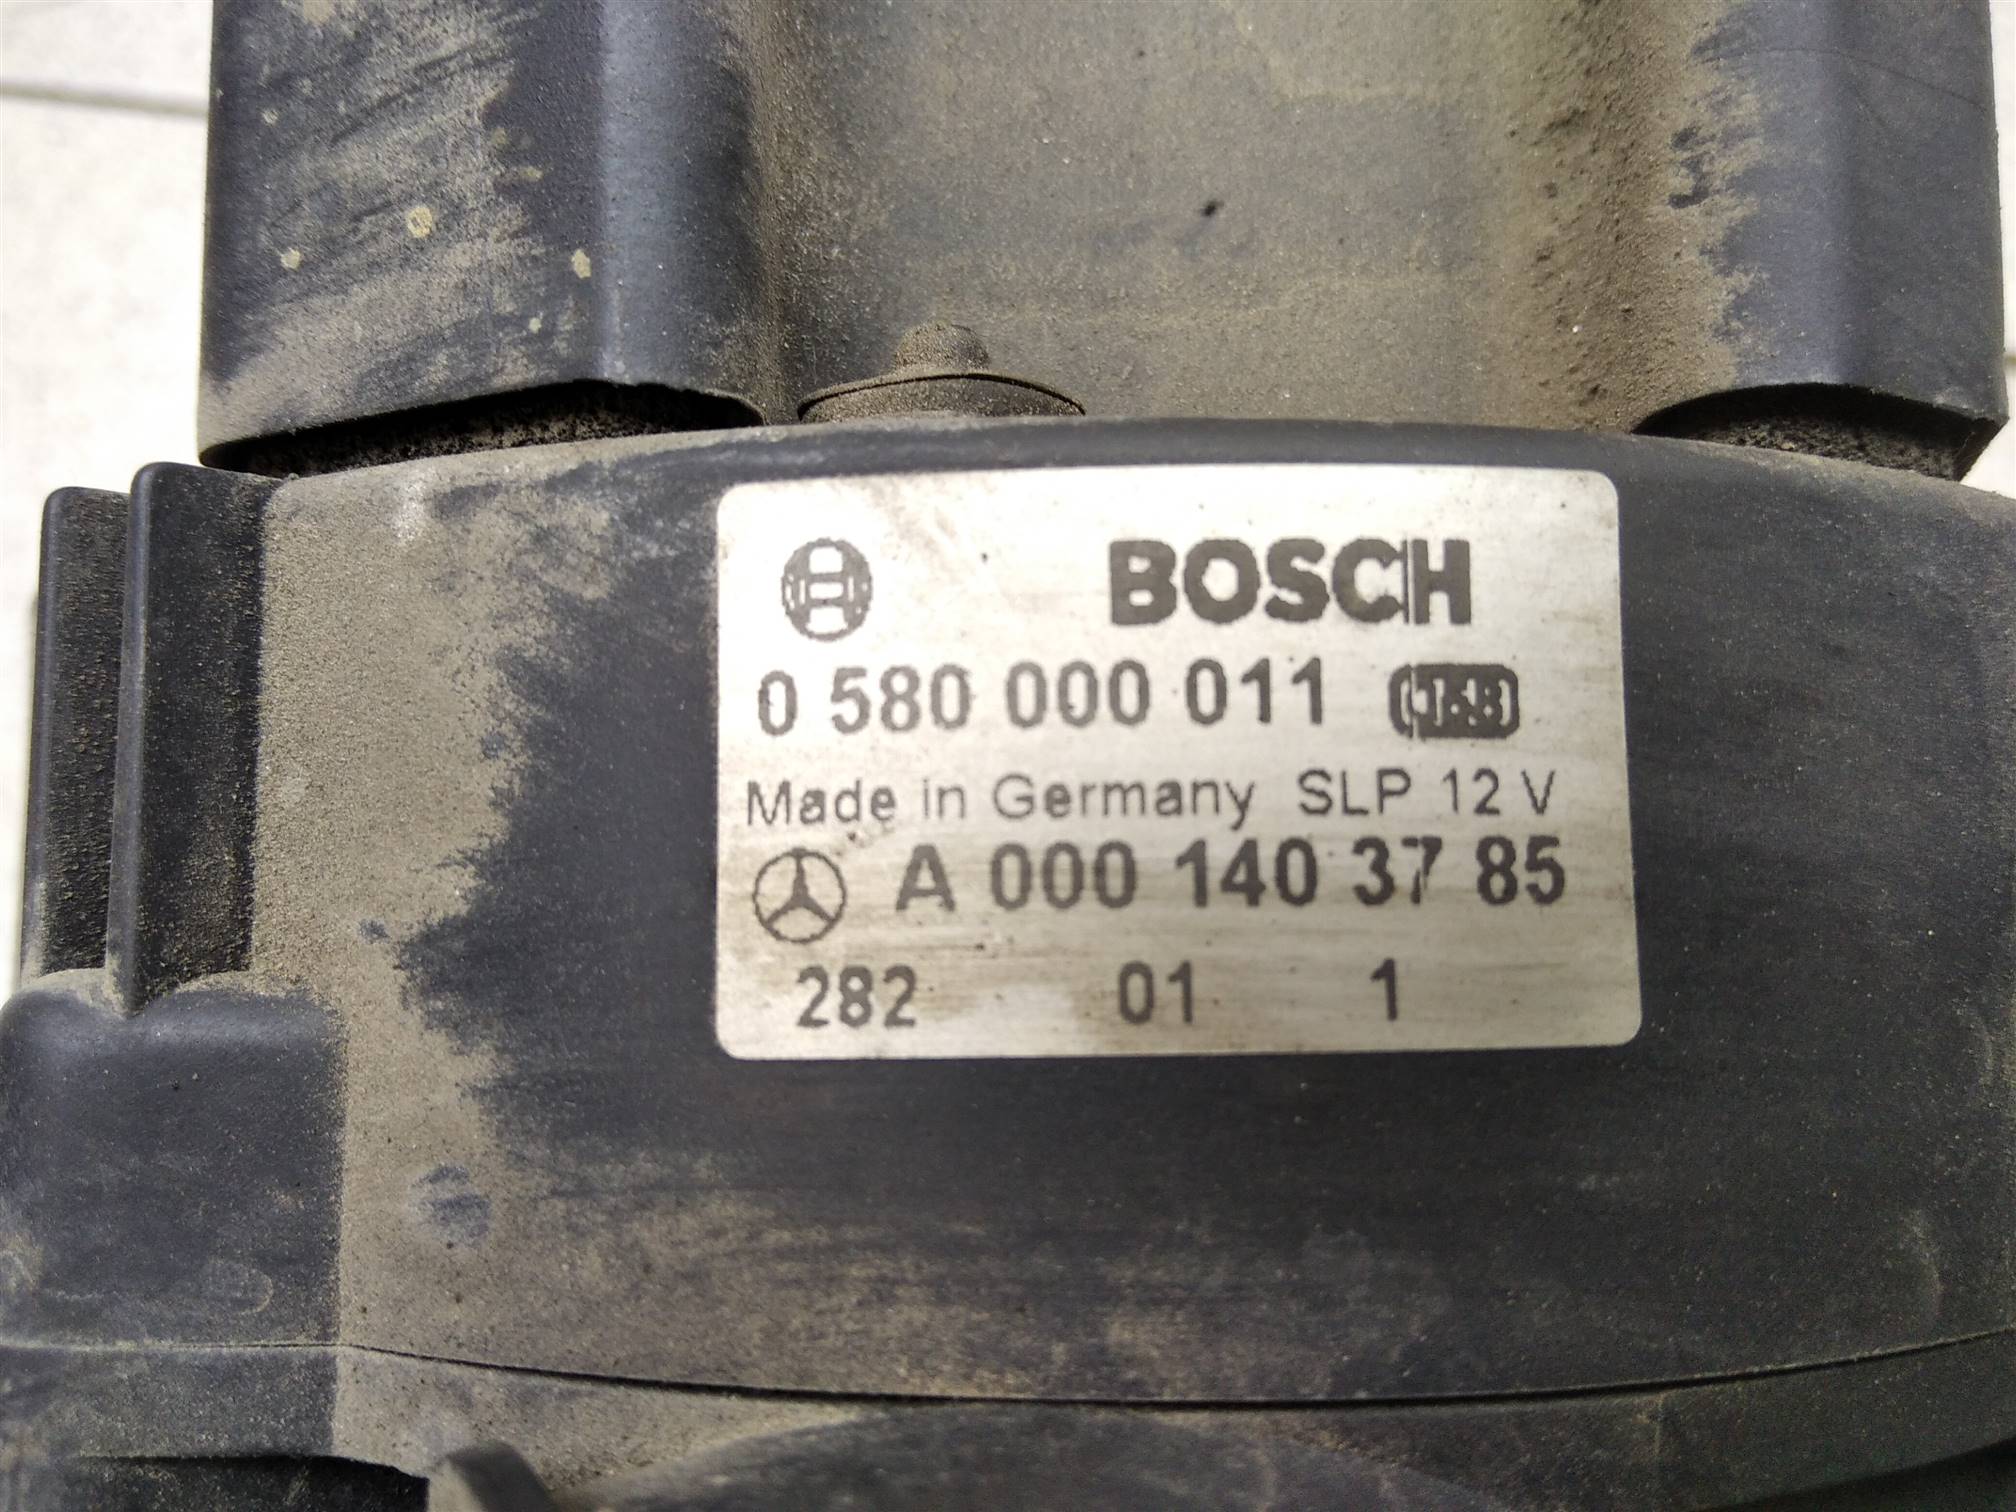 BOSCH
0 580 000 011
Made in Germany SLP 12 V
A 000 140 37 85
282 01 1